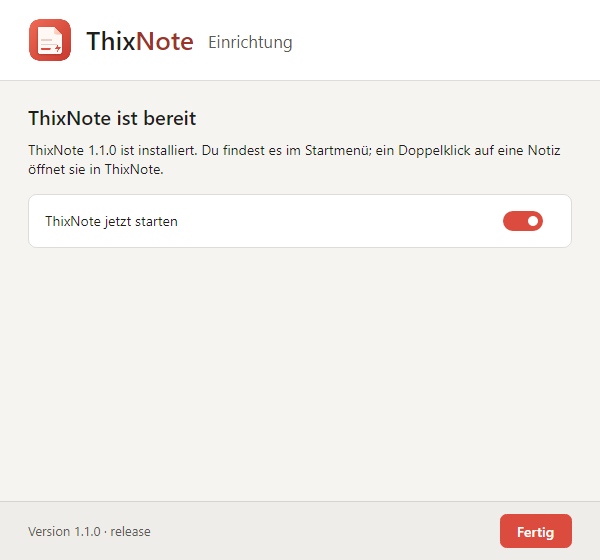 ThixNote Einrichtung
ThixNote ist bereit
ThixNote 1.1.0 ist installiert. Du findest es im Startmenü; ein Doppelklick auf eine Notiz
öffnet sie in ThixNote.
ThixNote jetzt starten
Version 1.1.0 · release
Fertig